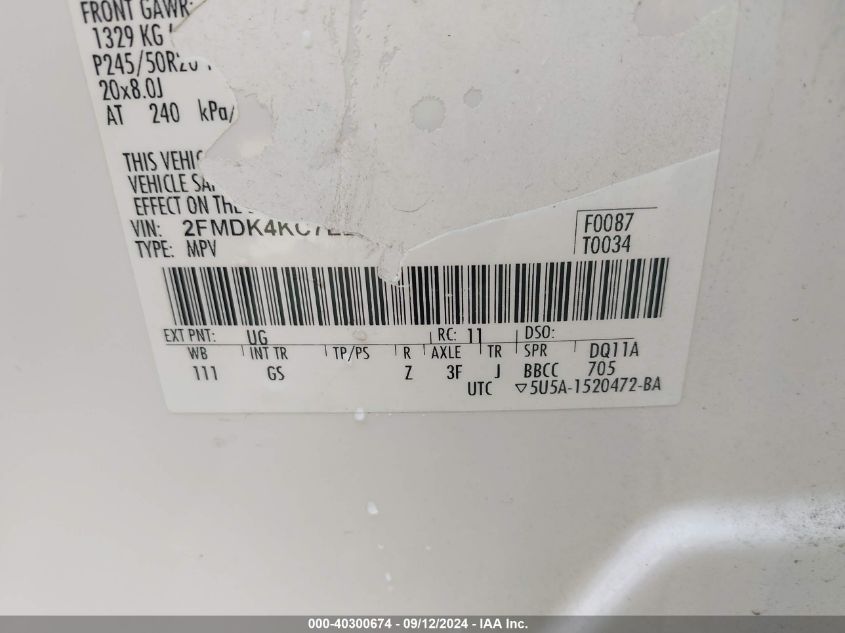 FRONT GAWR:
1329 KG
P245/50R20
20x8.0J
AT 240 kPa/
THIS VEHIC
VEHICLE SA
EFFECT ON THE
VIN: 2FMDK4KC7E
TYPE: MPV
F0087
T0034
EXT PNT: UG RC: 11 DSO:
WB INT TR TP/PS R AXLE TR SPR DQ11A
111 GS Z 3F J BBCC 705
UTC ▽5U5A-1520472-BA
000-40300674 - 09/12/2024 - IAA Inc.